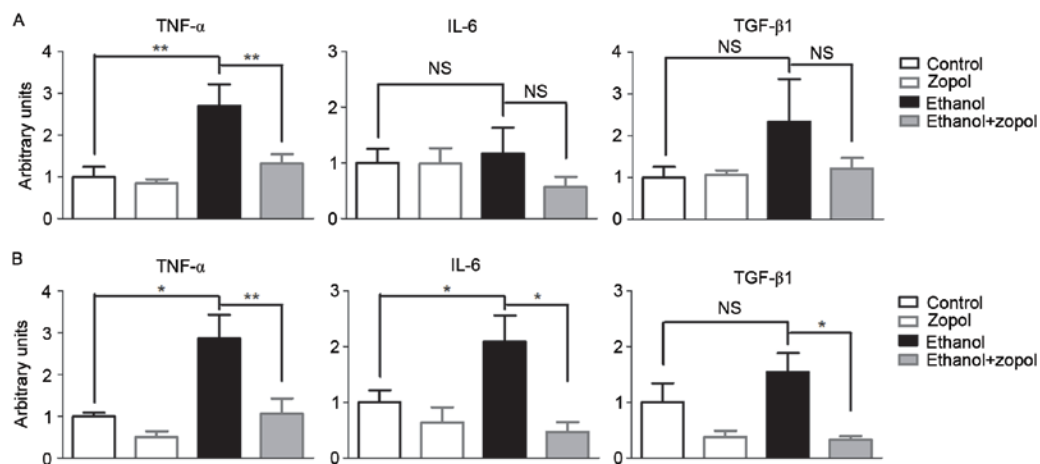 A
TNF-α
IL-6
TGF-β1
Arbitrary units
4
3
2
1
0
**
**
3
2
1
0
NS
NS
4
3
2
1
0
NS
NS
Control
Zopol
Ethanol
Ethanol+zopol
B
TNF-α
IL-6
TGF-β1
Arbitrary units
4
3
2
1
0
*
**
3
2
1
0
*
*
3
2
1
0
NS
*
Control
Zopol
Ethanol
Ethanol+zopol